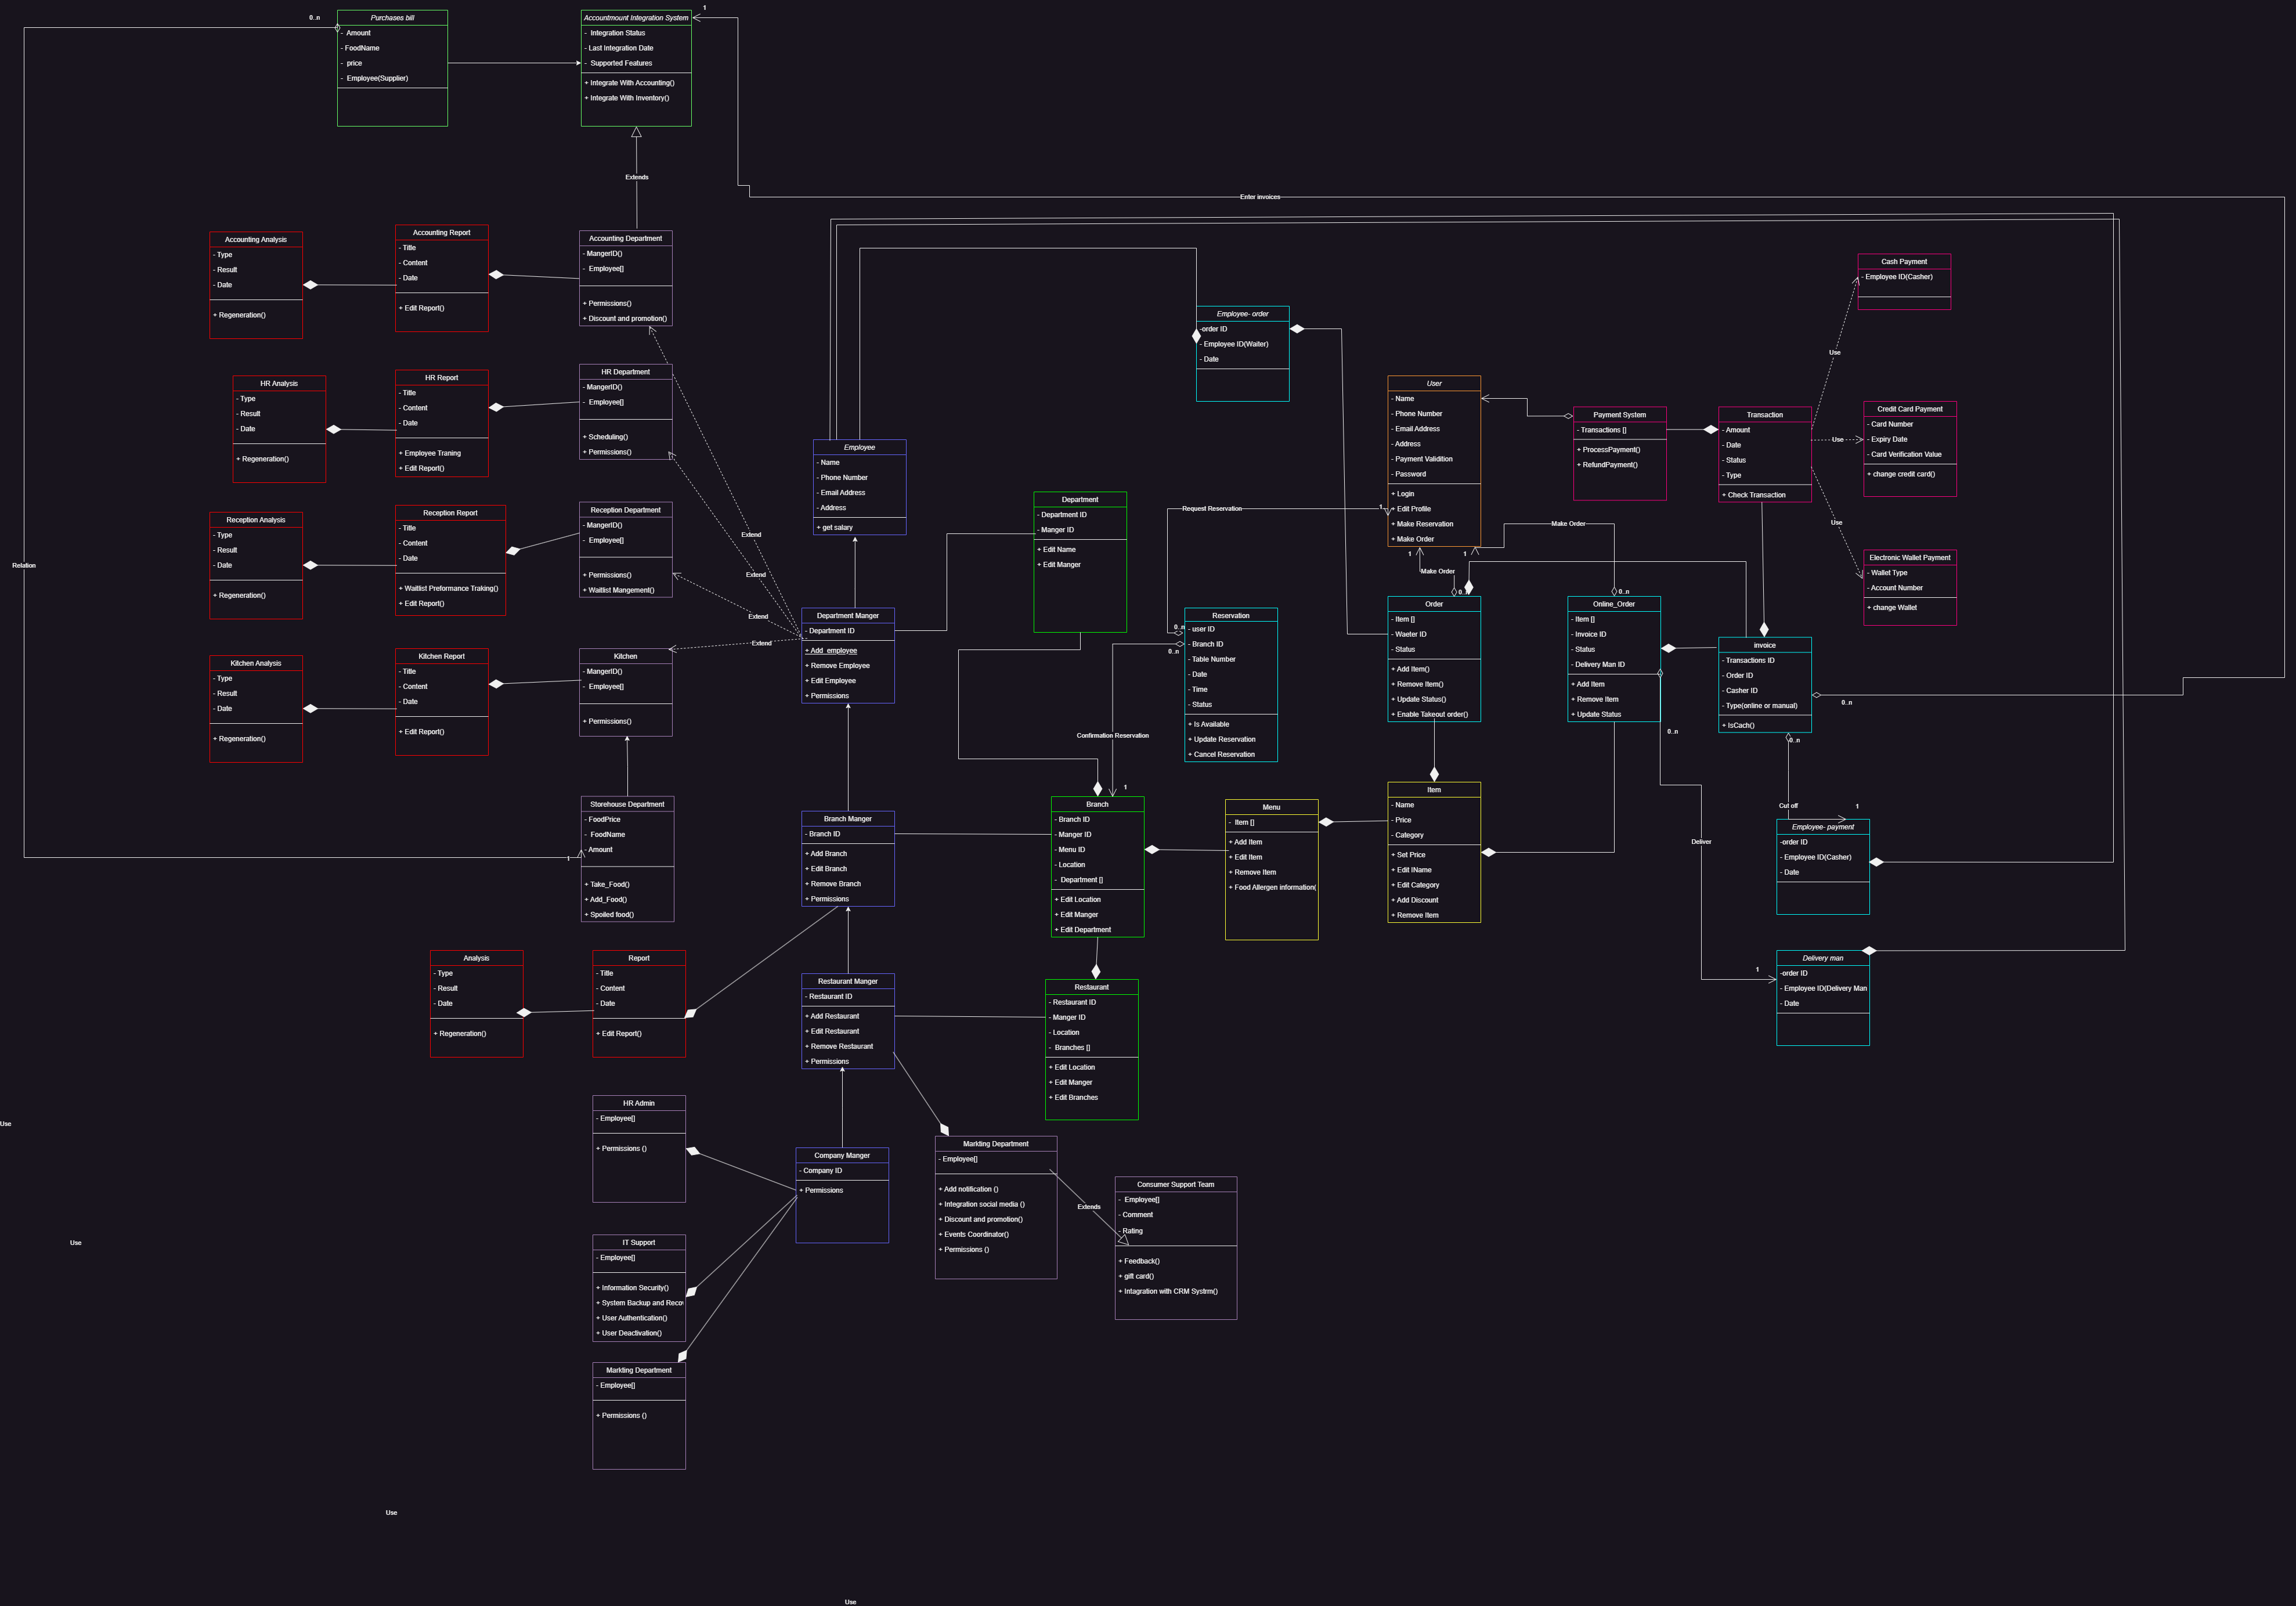 0..n
Purchases bill
- Amount
- FoodName
- price
- Employee(Supplier)
Accountmount Integration System
- Integration Status
- Last Integration Date
- Supported Features
+ Integrate With Accounting()
+ Integrate With Inventory()
1
Extends
Enter invoices
Accounting Analysis
- Type
- Result
- Date
+ Regeneration()
Accounting Report
- Title
- Content
- Date
+ Edit Report()
Accounting Department
- MangerID()
- Employee[]
+ Permissions()
+ Discount and promotion()
HR Analysis
- Type
- Result
- Date
+ Regeneration()
HR Report
- Title
- Content
- Date
+ Employee Traning
+ Edit Report()
HR Department
- MangerID()
- Employee[]
+ Scheduling()
+ Permissions()
Reception Analysis
- Type
- Result
- Date
+ Regeneration()
Reception Report
- Title
- Content
- Date
+ Waitlist Preformance Traking()
+ Edit Report()
Reception Department
- MangerID()
- Employee[]
+ Permissions()
+ Waitlist Mangement()
Relation
Kitchen Analysis
- Type
- Result
- Date
+ Regeneration()
Kitchen Report
- Title
- Content
- Date
+ Edit Report()
Kitchen
- MangerID()
- Employee[]
+ Permissions()
Extend
Extend
Extend
Extend
Storehouse Department
- FoodPrice
- FoodName
- Amount
+ Take_Food()
+ Add_Food()
+ Spoiled food()
1
Employee
- Name
- Phone Number
- Email Address
- Address
+ get salary
Department Manger
- Department ID
+ Add_employee
+ Remove Employee
+ Edit Employee
+ Permissions
Branch Manger
- Branch ID
+ Add Branch
+ Edit Branch
+ Remove Branch
+ Permissions
Restaurant Manger
- Restaurant ID
+ Add Restaurant
+ Edit Restaurant
+ Remove Restaurant
+ Permissions
Company Manger
- Company ID
+ Permissions
Analysis
- Type
- Result
- Date
+ Regeneration()
Report
- Title
- Content
- Date
+ Edit Report()
HR Admin
- Employee[]
+ Permissions ()
IT Support
- Employee[]
+ Information Security()
+ System Backup and Reco
+ User Authentication()
+ User Deactivation()
Markting Department
- Employee[]
+ Permissions ()
Department
- Department ID
- Manger ID
+ Edit Name
+ Edit Manger
Branch
- Branch ID
- Manger ID
- Menu ID
- Location
- Department []
+ Edit Location
+ Edit Manger
+ Edit Department
1
Restaurant
- Restaurant ID
- Manger ID
- Location
- Branches []
+ Edit Location
+ Edit Manger
+ Edit Branches
Markting Department
- Employee[]
+ Add notification ()
+ Integration social media ()
+ Discount and promotion()
+ Events Coordinator()
+ Permissions ()
Extends
Consumer Support Team
- Employee[]
- Comment
- Rating
+ Feedback()
+ gift card()
+ Intagration with CRM Systrm()
Employee- order
-order ID
- Employee ID(Waiter)
- Date
Request Reservation
1
0..n
0..n
Reservation
- user ID
- Branch ID
- Table Number
- Date
- Time
- Status
+ Is Available
+ Update Reservation
+ Cancel Reservation
Confirmation Reservation
Menu
- Item []
+ Add Item
+ Edit Item
+ Remove Item
+ Food Allergen information(
User
- Name
- Phone Number
- Email Address
- Address
- Payment Validition
- Password
+ Login
+ Edit Profile
+ Make Reservation
+ Make Order
1
1
Make Order
Make Order
0..n
0..n
Order
- Item []
- Waeter ID
- Status
+ Add Item()
+ Remove Item()
+ Update Status()
+ Enable Takeout order()
Item
- Name
- Price
- Category
+ Set Price
+ Edit IName
+ Edit Category
+ Add Discount
+ Remove Item
Payment System
- Transactions []
+ ProcessPayment()
+ RefundPayment()
Online_Order
- Item []
- Invoice ID
- Status
- Delivery Man ID
+ Add Item
+ Remove Item
+ Update Status
0..n
Deliver
1
Transaction
- Amount
- Date
- Status
- Type
+ Check Transaction
Use
Use
Use
Cash Payment
- Employee ID(Casher)
Credit Card Payment
- Card Number
- Expiry Date
- Card Verification Value
+ change credit card()
Electronic Wallet Payment
- Wallet Type
- Account Number
+ change Wallet
invoice
- Transactions ID
- Order ID
- Casher ID
- Type(online or manual)
+ IsCach()
0..n
0..n
Cut off
1
Employee- payment
-order ID
- Employee ID(Casher)
- Date
Delivery man
-order ID
- Employee ID(Delivery Man
- Date
Use
Use
Use
Use